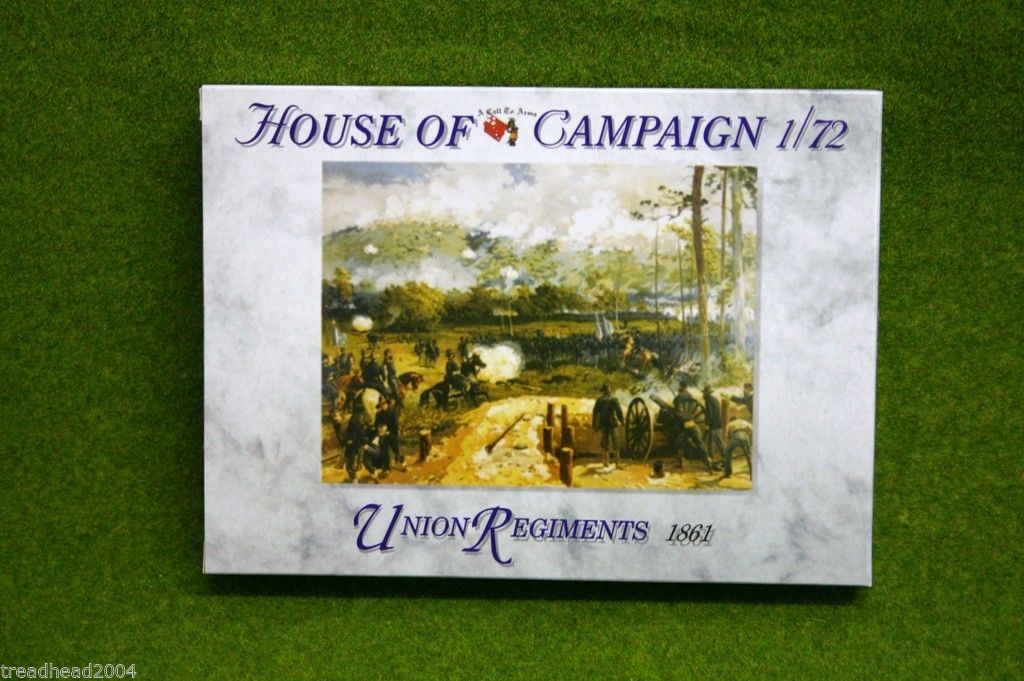 A Call To Arms
HOUSE OF CAMPAIGN 1/72
UNION REGIMENTS 1861
treadhead2004